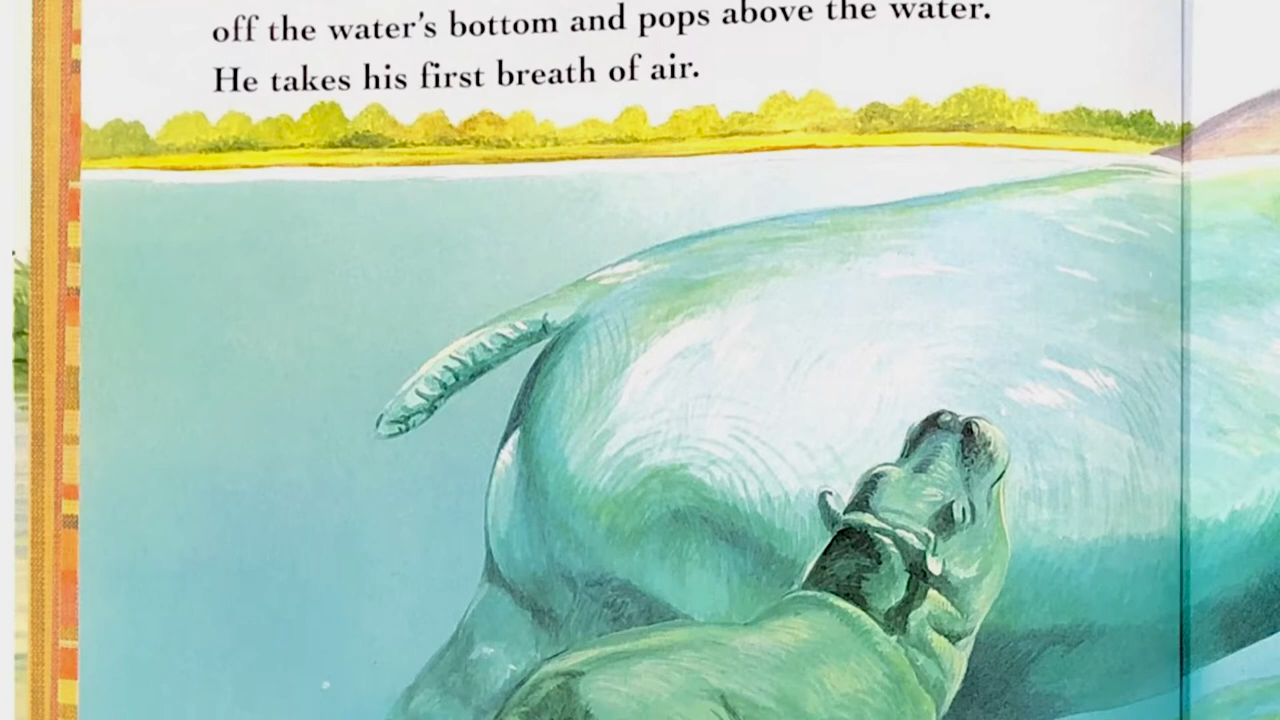 off the water's bottom and pops above the water.
He takes his first breath of air.